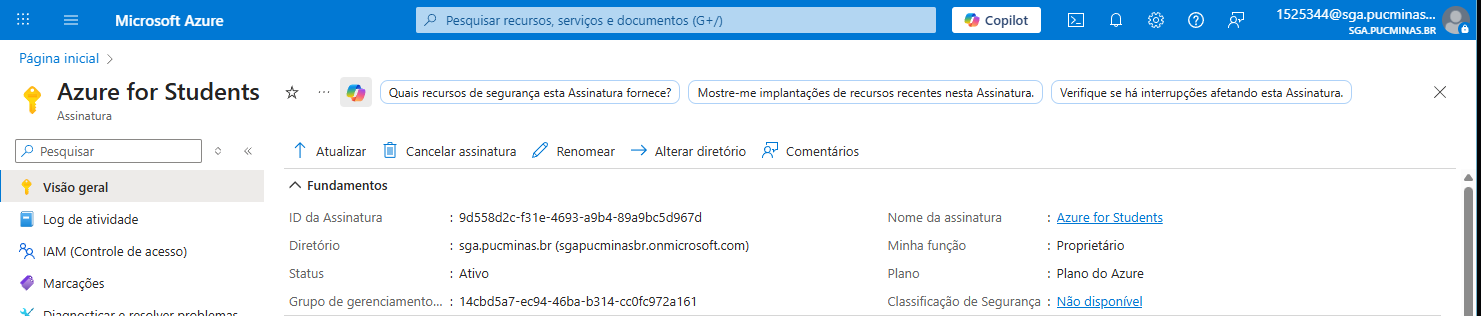 Microsoft Azure
Pesquisar recursos, serviços e documentos (G+/)
Copilot
1525344@sga.pucminas...
SGA.PUCMINAS.BR
Página inicial
Azure for Students
Assinatura
Quais recursos de segurança esta Assinatura fornece?
Mostre-me implantações de recursos recentes nesta Assinatura.
Verifique se há interrupções afetando esta Assinatura.
Pesquisar
Atualizar
Cancelar assinatura
Renomear
Alterar diretório
Comentários
Visão geral
Log de atividade
IAM (Controle de acesso)
Marcações
Diagnosticar e resolver problemas
Fundamentos
ID da Assinatura : 9d558d2c-f31e-4693-a9b4-89a9bc5d967d
Diretório : sga.pucminas.br (sgapucminasbr.onmicrosoft.com)
Status : Ativo
Grupo de gerenciamento... : 14cbd5a7-ec94-46ba-b314-cc0fc972a161
Nome da assinatura : Azure for Students
Minha função : Proprietário
Plano : Plano do Azure
Classificação de Segurança : Não disponível